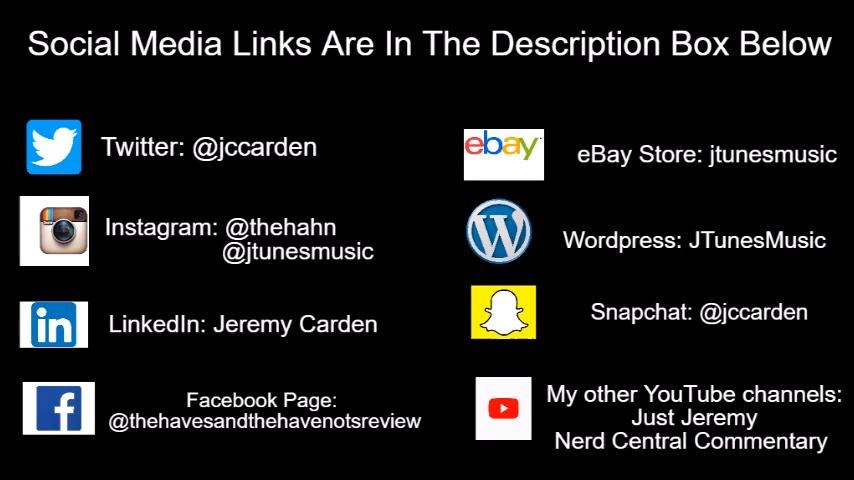 Social Media Links Are In The Description Box Below
Twitter: @jccarden
Instagram: @thehahn
@jtunesmusic
in
LinkedIn: Jeremy Carden
f
Facebook Page:
@thehavesandthehavenotsreview
ebay
eBay Store: jtunesmusic
W
Wordpress: JTunesMusic
Snapchat: @jccarden
My other YouTube channels:
Just Jeremy
Nerd Central Commentary